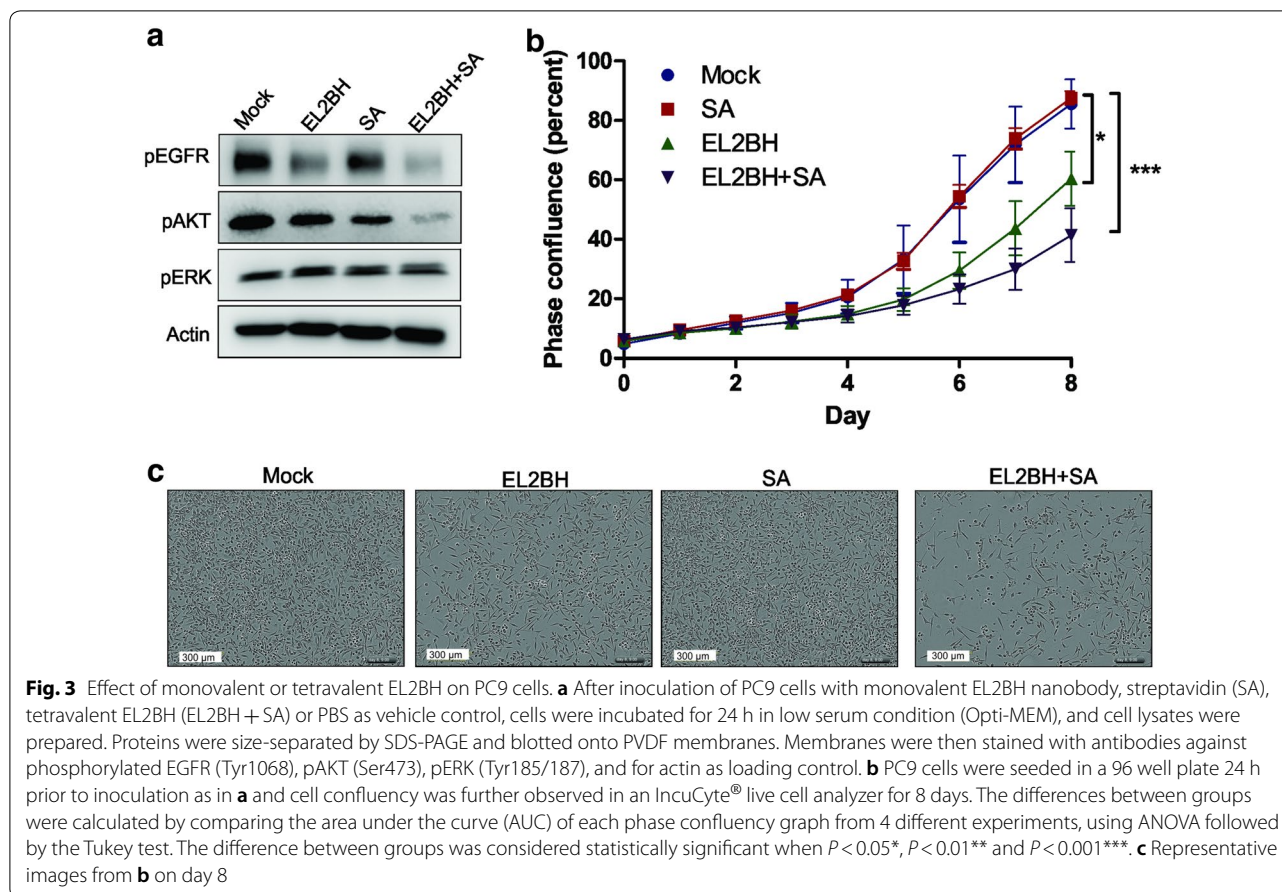 a
Mock
EL2BH
SA
EL2BH+SA
pEGFR
pAKT
pERK
Actin
b
Phase confluence (percent)
100
80
60
40
20
0
Mock
SA
EL2BH
EL2BH+SA
*
***
0
2
4
6
8
Day
c
Mock
EL2BH
SA
EL2BH+SA
300 µm
300 µm
300 µm
300 µm
Fig. 3 Effect of monovalent or tetravalent EL2BH on PC9 cells. a After inoculation of PC9 cells with monovalent EL2BH nanobody, streptavidin (SA),
tetravalent EL2BH (EL2BH + SA) or PBS as vehicle control, cells were incubated for 24 h in low serum condition (Opti-MEM), and cell lysates were
prepared. Proteins were size-separated by SDS-PAGE and blotted onto PVDF membranes. Membranes were then stained with antibodies against
phosphorylated EGFR (Tyr1068), pAKT (Ser473), pERK (Tyr185/187), and for actin as loading control. b PC9 cells were seeded in a 96 well plate 24 h
prior to inoculation as in a and cell confluency was further observed in an IncuCyte® live cell analyzer for 8 days. The differences between groups
were calculated by comparing the area under the curve (AUC) of each phase confluency graph from 4 different experiments, using ANOVA followed
by the Tukey test. The difference between groups was considered statistically significant when P < 0.05*, P < 0.01** and P < 0.001***. c Representative
images from b on day 8